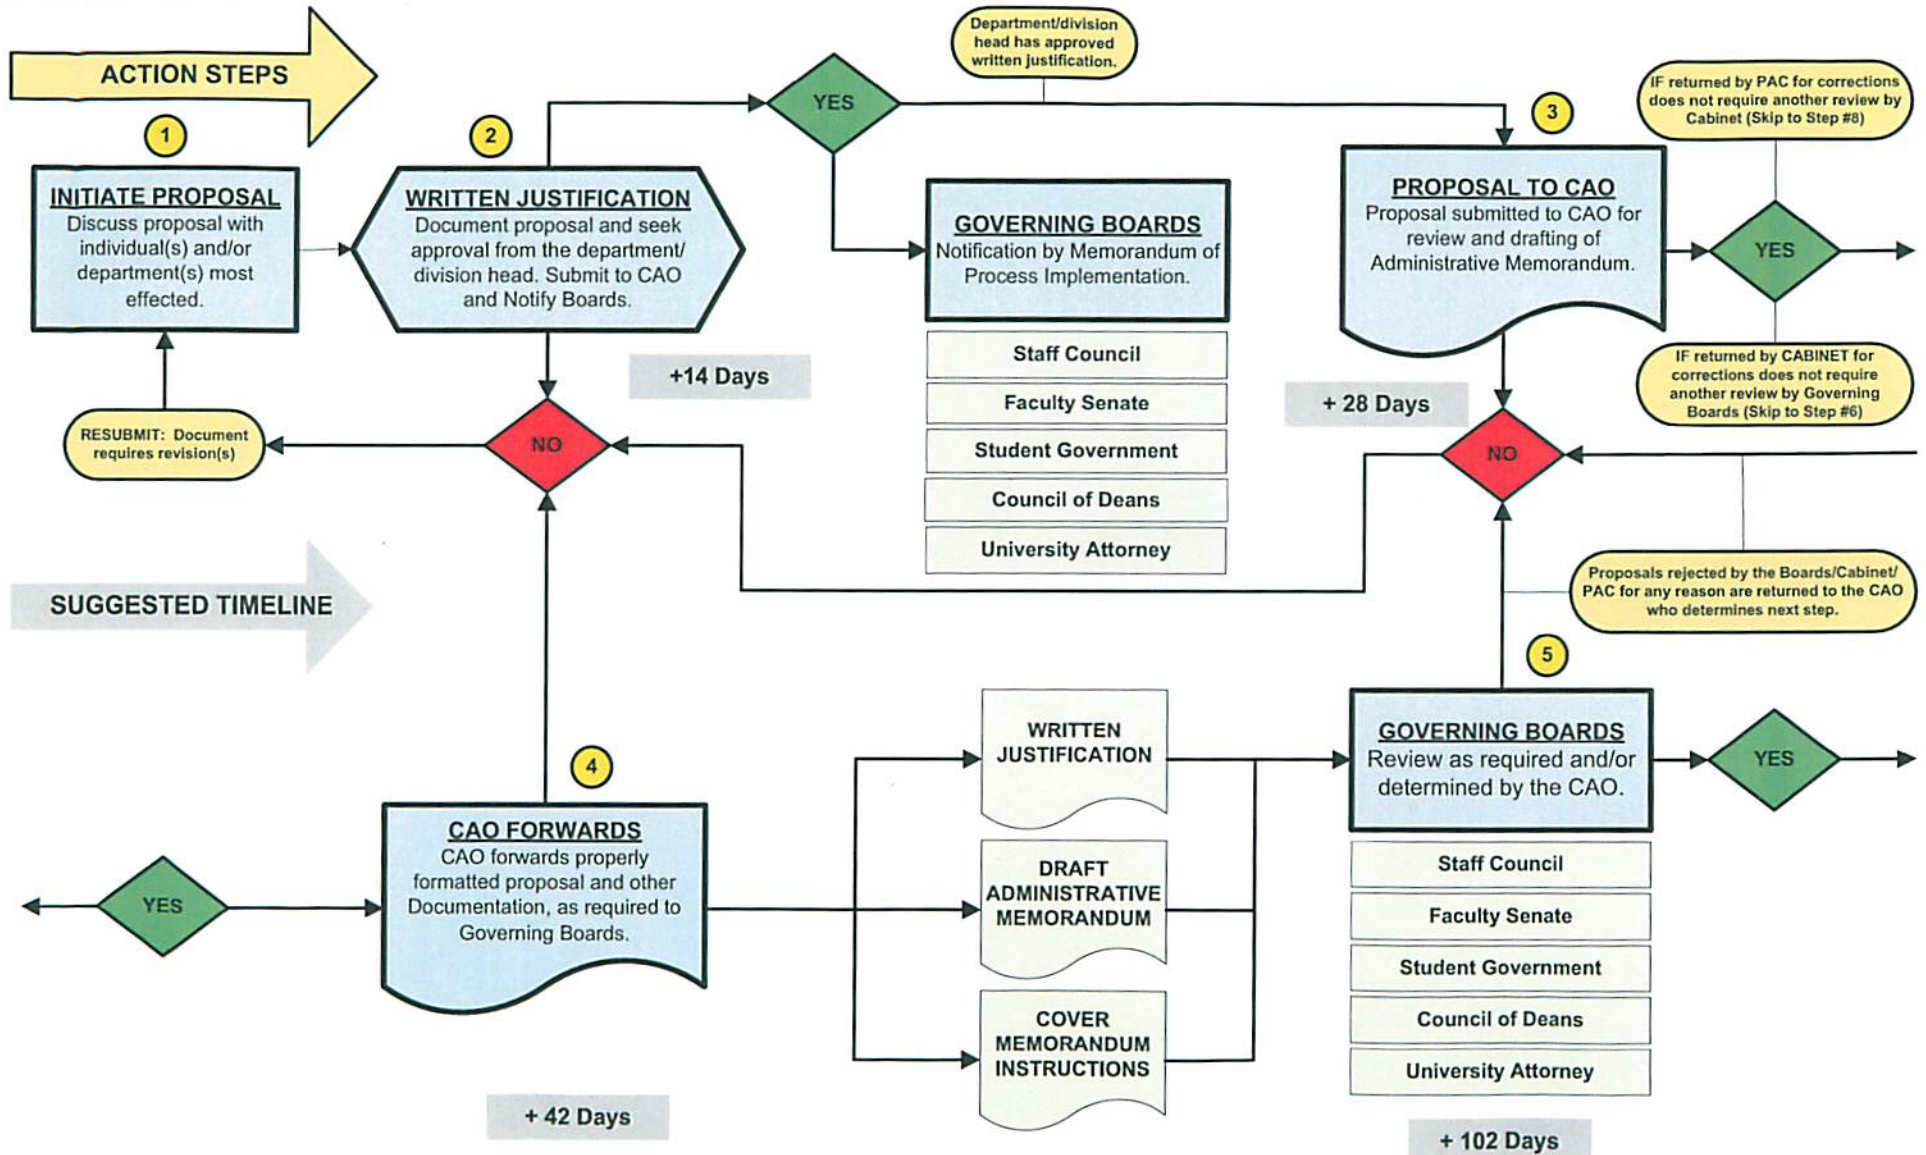 ACTION STEPS
1
INITIATE PROPOSAL
Discuss proposal with
individual(s) and/or
department(s) most
effected.
2
WRITTEN JUSTIFICATION
Document proposal and seek
approval from the department/
division head. Submit to CAO
and Notify Boards.
+14 Days
YES
Department/division
head has approved
written justification.
GOVERNING BOARDS
Notification by Memorandum of
Process Implementation.
Staff Council
Faculty Senate
Student Government
Council of Deans
University Attorney
3
PROPOSAL TO CAO
Proposal submitted to CAO for
review and drafting of
Administrative Memorandum.
+ 28 Days
IF returned by PAC for corrections
does not require another review by
Cabinet (Skip to Step #8)
YES
IF returned by CABINET for
corrections does not require
another review by Governing
Boards (Skip to Step #6)
RESUBMIT: Document
requires revision(s)
NO
NO
Proposals rejected by the Boards/Cabinet/
PAC for any reason are returned to the CAO
who determines next step.
SUGGESTED TIMELINE
YES
4
CAO FORWARDS
CAO forwards properly
formatted proposal and other
Documentation, as required to
Governing Boards.
+ 42 Days
WRITTEN
JUSTIFICATION
DRAFT
ADMINISTRATIVE
MEMORANDUM
COVER
MEMORANDUM
INSTRUCTIONS
5
GOVERNING BOARDS
Review as required and/or
determined by the CAO.
Staff Council
Faculty Senate
Student Government
Council of Deans
University Attorney
+ 102 Days
YES